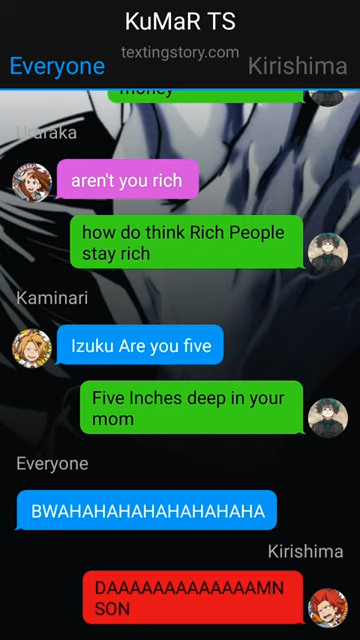 KuMaR TS
textingstory.com
Everyone
Kirishima
money
Uraraka
aren't you rich
how do think Rich People
stay rich
Kaminari
Izuku Are you five
Five Inches deep in your
mom
Everyone
BWAHAHAHAHAHAHAHAHA
Kirishima
DAAAAAAAAAAAAAMN
SON